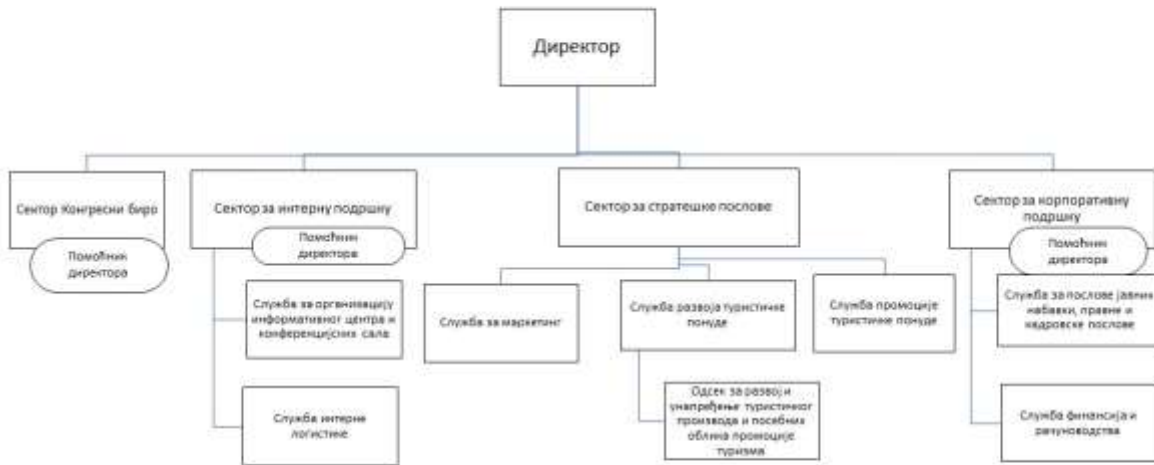 Директор
Сектор Конгресни биро
Помоћник
директора
Сектор за интерну подршку
Помоћник
директора
Служба за организацију
информативног центра и
конференцијских сала
Служба интерне
логистике
Сектор за стратешке послове
Служба за маркетинг
Служба развоја туристичке
понуде
Одсек за развој и
унапређење туристичког
производа и посебних
облика промоције
туризма
Служба промоције
туристичке понуде
Сектор за корпоративну
подршку
Помоћник
директора
Служба за послове јавних
набавки, правне и
кадровске послове
Служба финансија и
рачуноводства